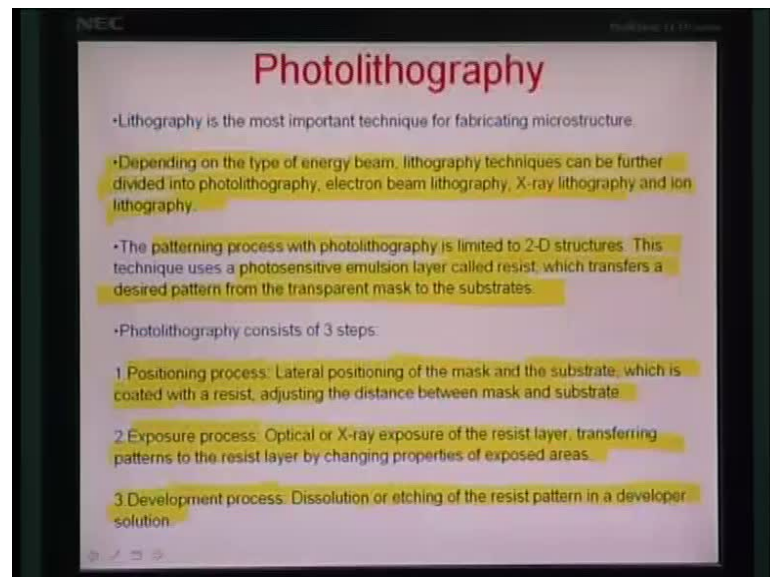 NEC
Photolithography
•Lithography is the most important technique for fabricating microstructure.
•Depending on the type of energy beam, lithography techniques can be further
divided into photolithography, electron beam lithography, X-ray lithography and ion
lithography.
•The patterning process with photolithography is limited to 2-D structures. This
technique uses a photosensitive emulsion layer called resist, which transfers a
desired pattern from the transparent mask to the substrates.
•Photolithography consists of 3 steps:
1.Positioning process: Lateral positioning of the mask and the substrate, which is
coated with a resist, adjusting the distance between mask and substrate.
2.Exposure process: Optical or X-ray exposure of the resist layer, transferring
patterns to the resist layer by changing properties of exposed areas.
3.Development process: Dissolution or etching of the resist pattern in a developer
solution.